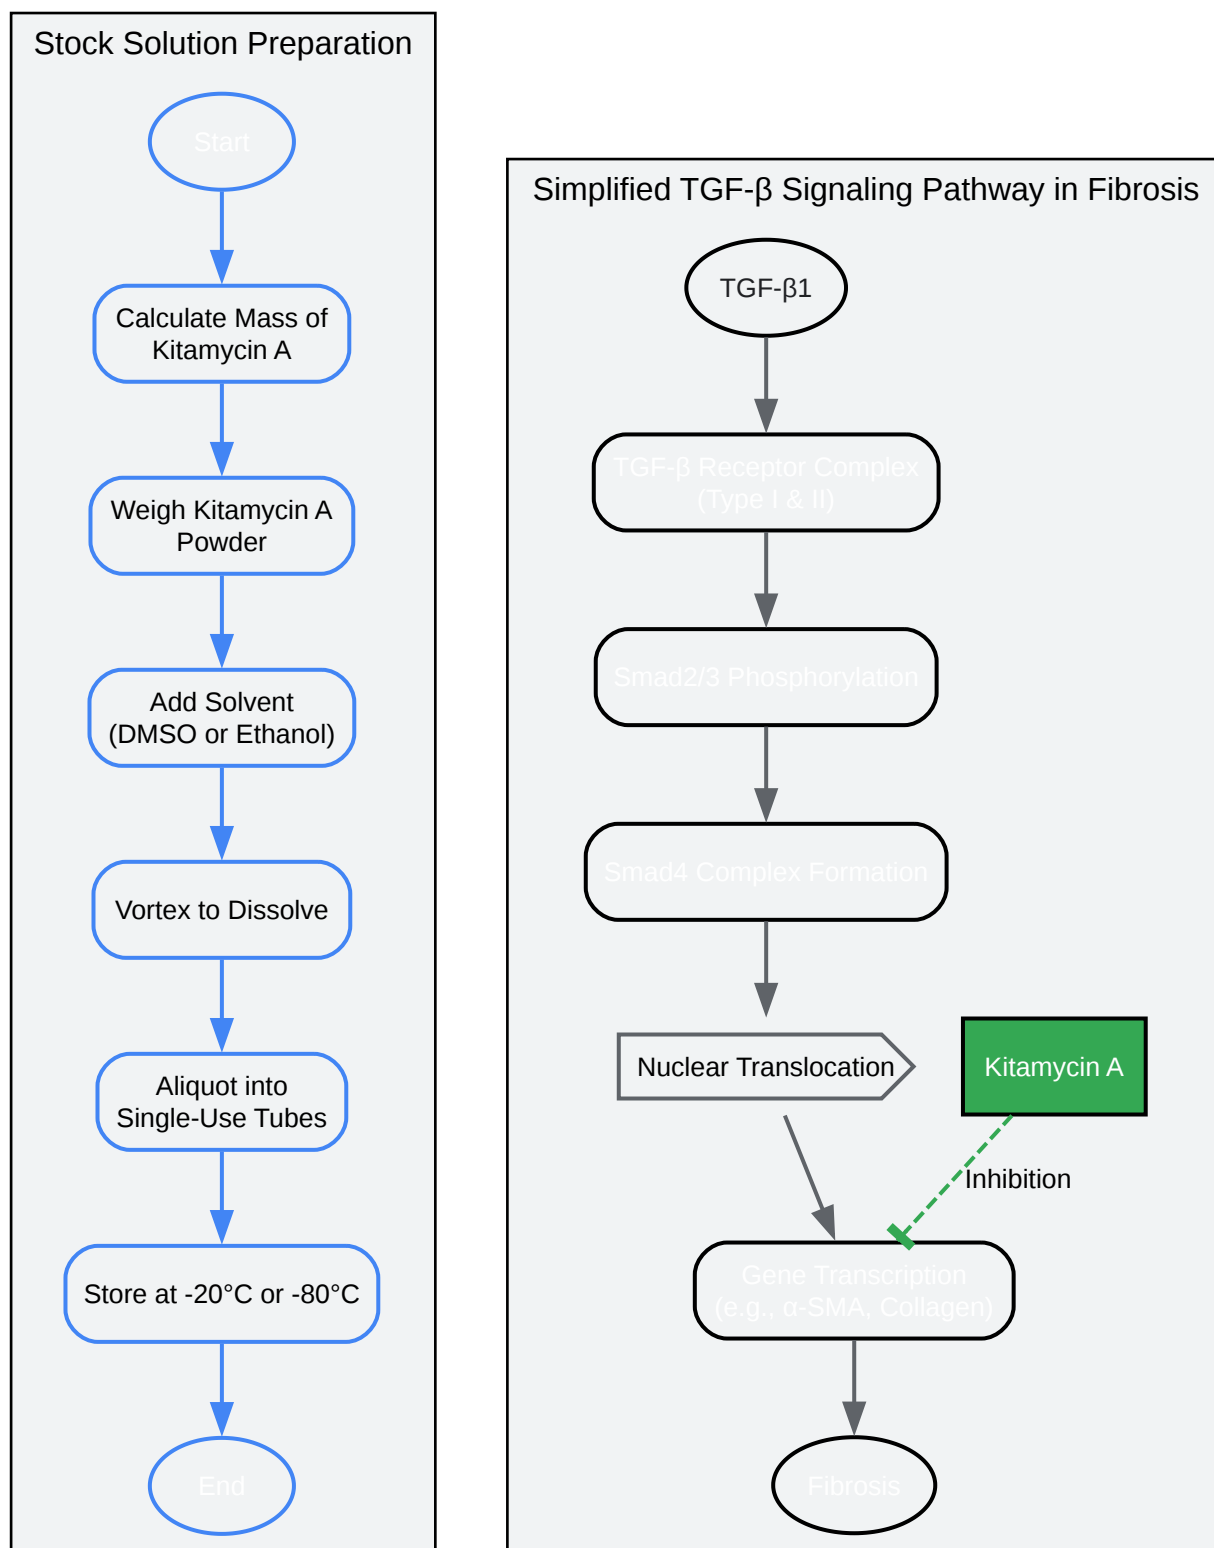 Stock Solution Preparation
Start
Calculate Mass of
Kitamycin A
Weigh Kitamycin A
Powder
Add Solvent
(DMSO or Ethanol)
Vortex to Dissolve
Aliquot into
Single-Use Tubes
Store at -20°C or -80°C
End
Simplified TGF-β Signaling Pathway in Fibrosis
TGF-β1
TGF-β Receptor Complex
(Type I & II)
Smad2/3 Phosphorylation
Smad4 Complex Formation
Nuclear Translocation
Kitamycin A
Inhibition
Gene Transcription
(e.g., α-SMA, Collagen)
Fibrosis